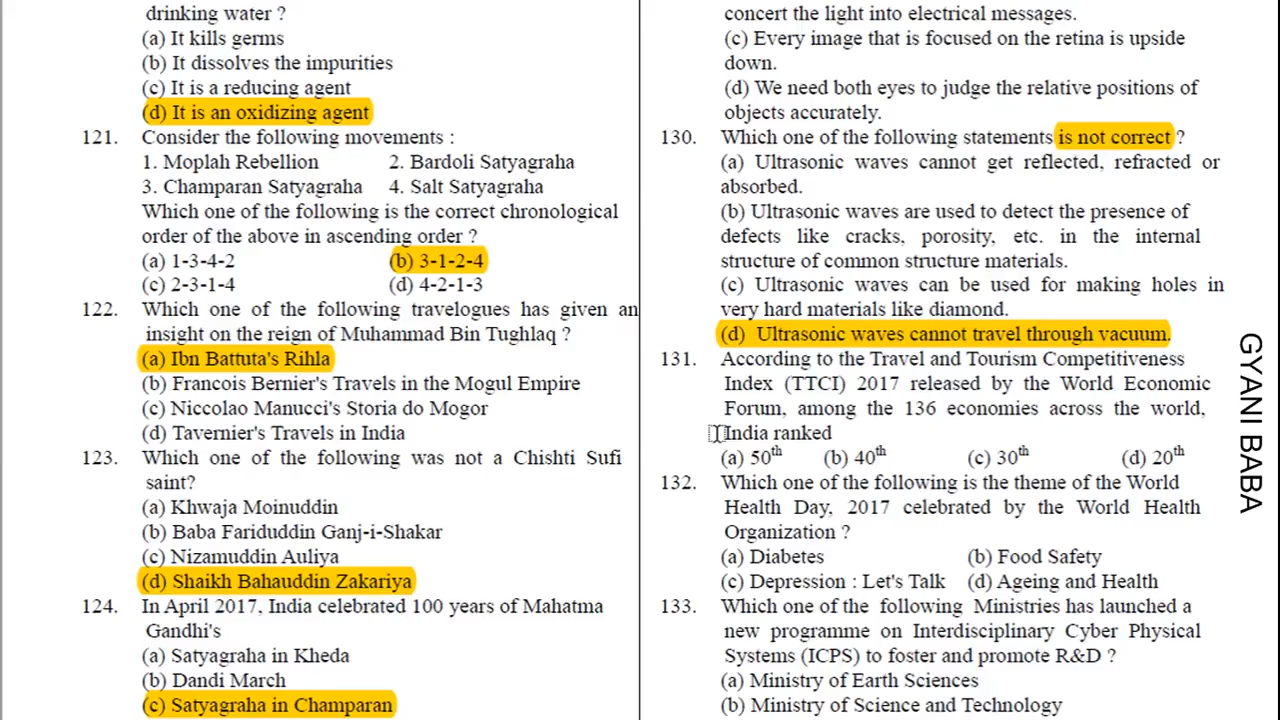 drinking water ?
(a) It kills germs
(b) It dissolves the impurities
(c) It is a reducing agent
(d) It is an oxidizing agent
121. Consider the following movements :
1. Moplah Rebellion 2. Bardoli Satyagraha
3. Champaran Satyagraha 4. Salt Satyagraha
Which one of the following is the correct chronological
order of the above in ascending order ?
(a) 1-3-4-2 (b) 3-1-2-4
(c) 2-3-1-4 (d) 4-2-1-3
122. Which one of the following travelogues has given an
insight on the reign of Muhammad Bin Tughlaq ?
(a) Ibn Battuta's Rihla
(b) Francois Bernier's Travels in the Mogul Empire
(c) Niccolao Manucci's Storia do Mogor
(d) Tavernier's Travels in India
123. Which one of the following was not a Chishti Sufi
saint?
(a) Khwaja Moinuddin
(b) Baba Fariduddin Ganj-i-Shakar
(c) Nizamuddin Auliya
(d) Shaikh Bahauddin Zakariya
124. In April 2017, India celebrated 100 years of Mahatma
Gandhi's
(a) Satyagraha in Kheda
(b) Dandi March
(c) Satyagraha in Champaran
concert the light into electrical messages.
(c) Every image that is focused on the retina is upside
down.
(d) We need both eyes to judge the relative positions of
objects accurately.
130. Which one of the following statements is not correct ?
(a) Ultrasonic waves cannot get reflected, refracted or
absorbed.
(b) Ultrasonic waves are used to detect the presence of
defects like cracks, porosity, etc. in the internal
structure of common structure materials.
(c) Ultrasonic waves can be used for making holes in
very hard materials like diamond.
(d) Ultrasonic waves cannot travel through vacuum.
131. According to the Travel and Tourism Competitiveness
Index (TTCI) 2017 released by the World Economic
Forum, among the 136 economies across the world,
India ranked
(a) 50th (b) 40th (c) 30th (d) 20th
132. Which one of the following is the theme of the World
Health Day, 2017 celebrated by the World Health
Organization ?
(a) Diabetes (b) Food Safety
(c) Depression : Let's Talk (d) Ageing and Health
133. Which one of the following Ministries has launched a
new programme on Interdisciplinary Cyber Physical
Systems (ICPS) to foster and promote R&D ?
(a) Ministry of Earth Sciences
(b) Ministry of Science and Technology
GYANI BABA